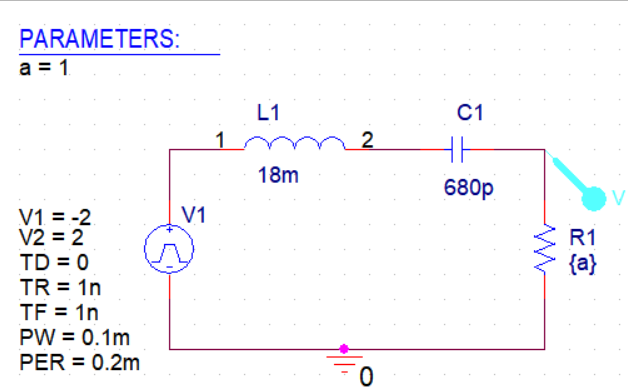 PARAMETERS:
a = 1
L1
C1
1
2
18m
680p
V
V1 = -2
V2 = 2
TD = 0
TR = 1n
TF = 1n
PW = 0.1m
PER = 0.2m
V1
R1
{a}
0